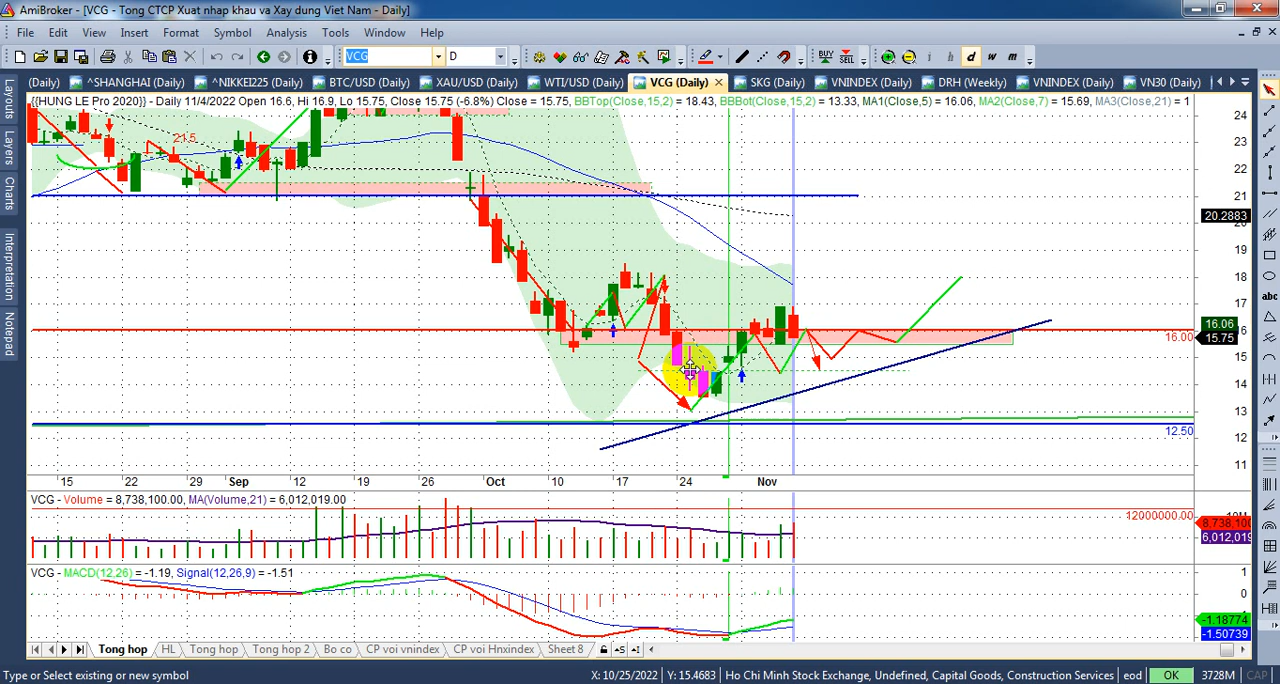 AmiBroker - [VCG - Tong CTCP Xuat nhap khau va Xay dung Viet Nam - Daily]
File Edit View Insert Format Symbol Analysis Tools Window Help
VCG D BUY SELL i h d w m
(Daily) ^SHANGHAI (Daily) ^NIKKEI225 (Daily) BTC/USD (Daily) XAU/USD (Daily) WTI/USD (Daily) VCG (Daily) SKG (Daily) VNINDEX (Daily) DRH (Weekly) VNINDEX (Daily) VN30 (Daily)
{{HUNG LE Pro 2020}} - Daily 11/4/2022 Open 16.6, Hi 16.9, Lo 15.75, Close 15.75 (-6.8%) Close = 15.75, BBTop(Close,15,2) = 18.43, BBBot(Close,15,2) = 13.33, MA1(Close,5) = 16.06, MA2(Close,7) = 15.69, MA3(Close,21) = 1
Layouts
Layers
Charts
Interpretation
Notepad
24
23
21.5
22
21
20.2883
19
18
17
16.06
16
16.00
15.75
15
14
13
12.50
12
11
15 22 29 Sep 12 19 26 Oct 10 17 24 Nov
VCG - Volume = 8,738,100.00, MA(Volume,21) = 6,012,019.00
12000000.00
8,738,100
6,012,019
VCG - MACD(12,26) = -1.19, Signal(12,26,9) = -1.51
1
0
-1.18774
-1.50739
Tong hop HL Tong hop Tong hop 2 Bo co CP voi vnindex CP voi Hnxindex Sheet 8
abc
Type or Select existing or new symbol X: 10/25/2022 Y: 15.4683 Ho Chi Minh Stock Exchange, Undefined, Capital Goods, Construction Services eod OK 3728M CAP